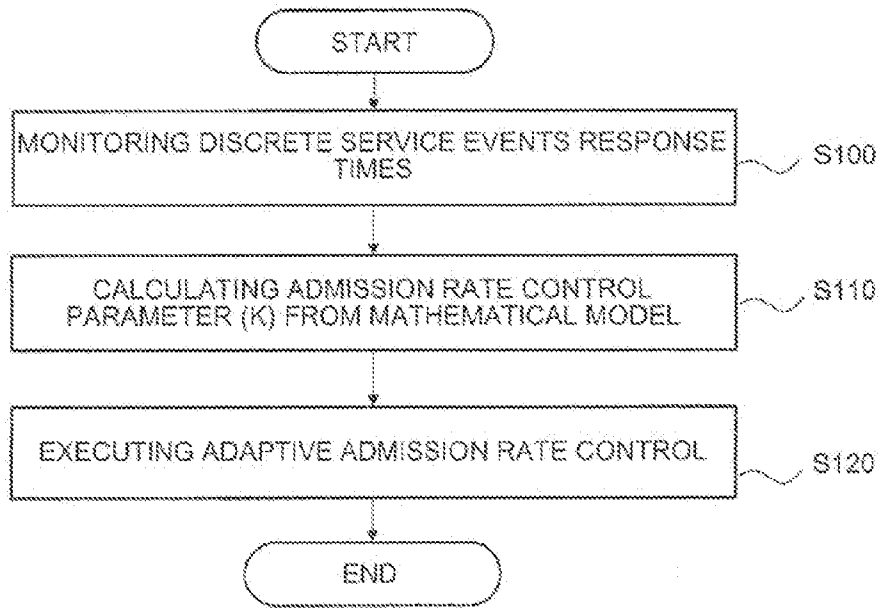 START
MONITORING DISCRETE SERVICE EVENTS RESPONSE
TIMES
S100
CALCULATING ADMISSION RATE CONTROL
PARAMETER (K) FROM MATHEMATICAL MODEL
S110
EXECUTING ADAPTIVE ADMISSION RATE CONTROL
S120
END